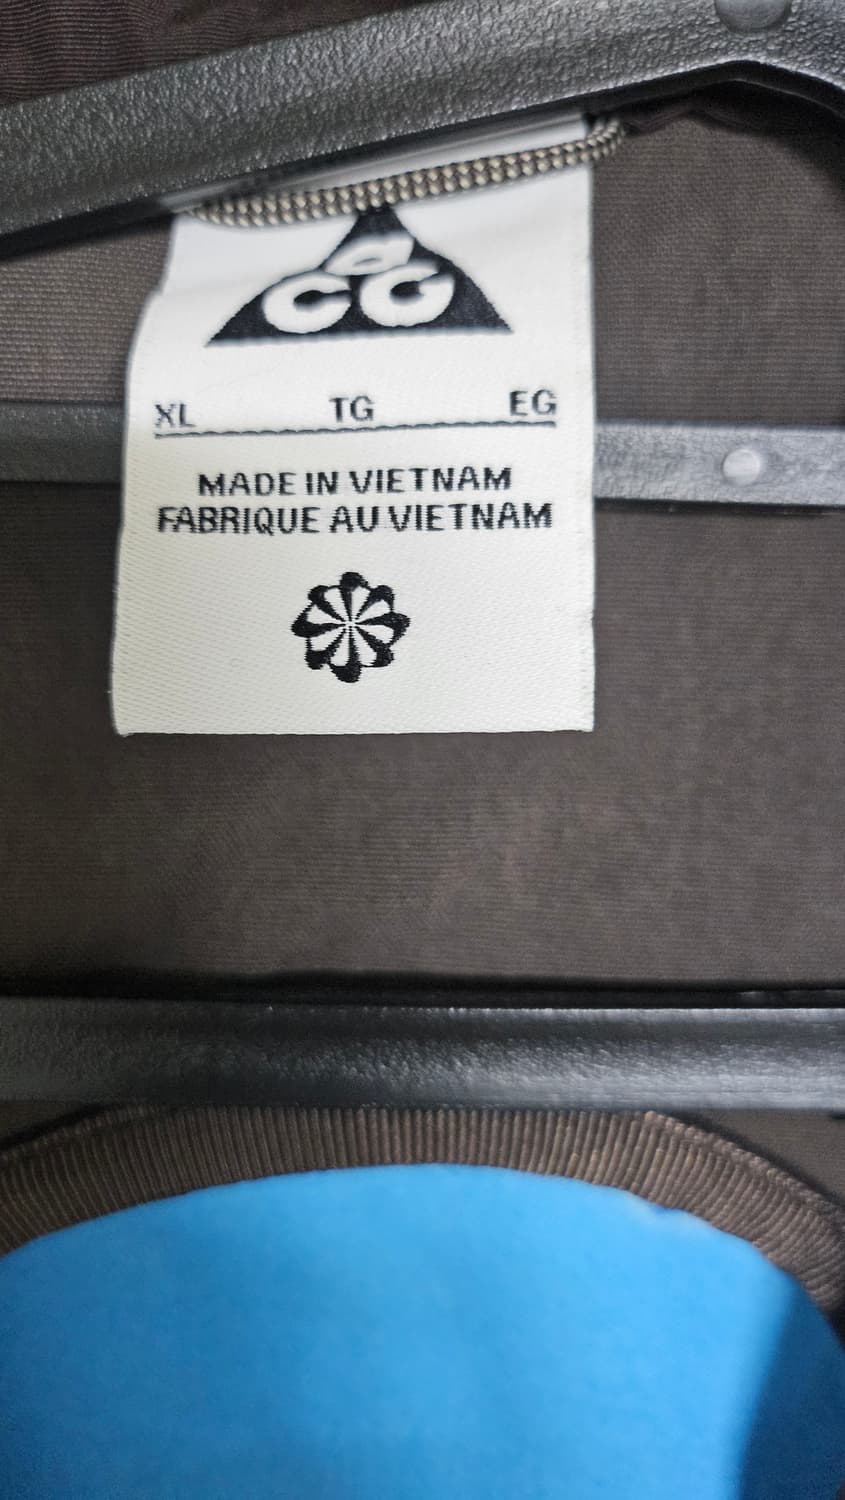 aCG
XL TG EG
MADE IN VIETNAM
FABRIQUE AU VIETNAM